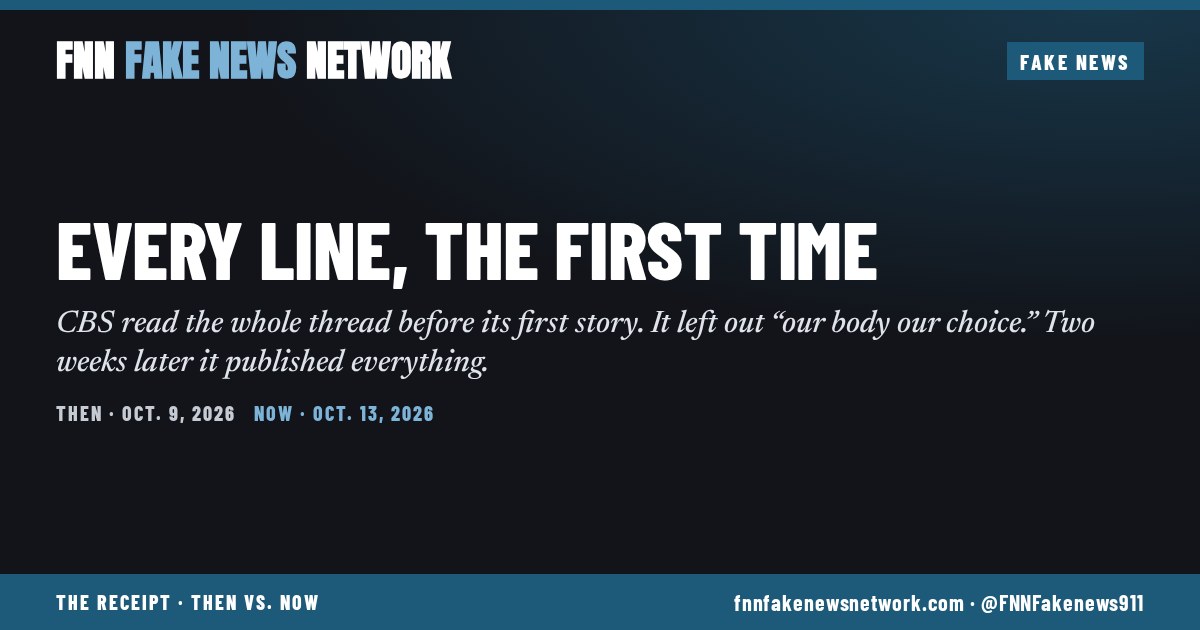 FNN FAKE NEWS NETWORK
FAKE NEWS
EVERY LINE, THE FIRST TIME
CBS read the whole thread before its first story. It left out “our body our choice.” Two
weeks later it published everything.
THEN · OCT. 9, 2026 NOW · OCT. 13, 2026
THE RECEIPT · THEN VS. NOW
fnnfakenewsnetwork.com · @FNNFakenews911